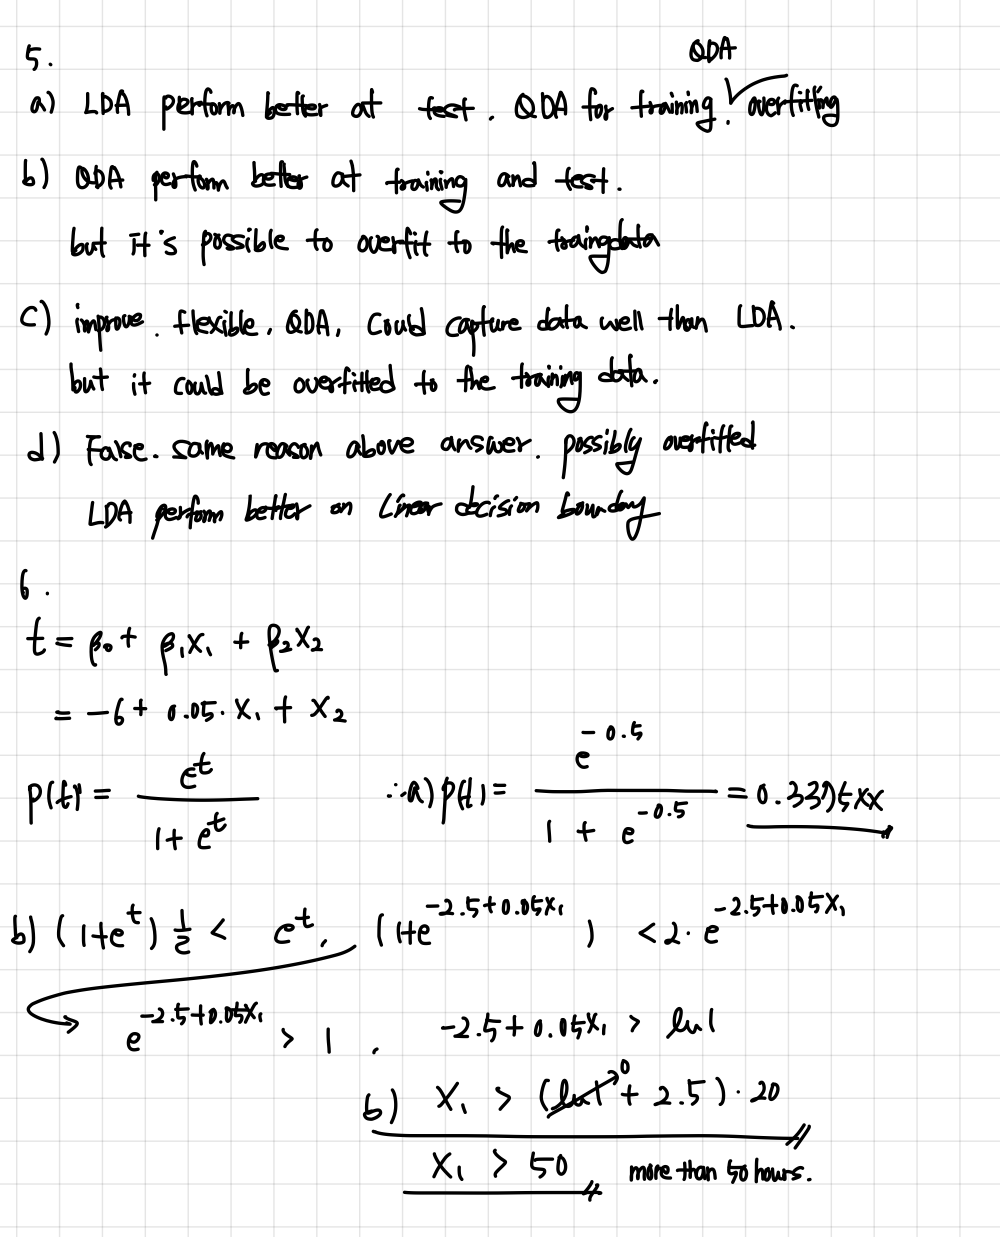 5.
QDA
a) LDA perform better at test. QDA for training. overfitting
b) QDA perform better at training and test.
but it's possible to overfit to the traingdata
c) improve. flexible. QDA. Could capture data well than LDA.
but it could be overfitted to the training data.
d) False. same reason above answer. possibly overfitted
LDA perform better on Linear decision boundary
6.
t = β₀ + β₁X₁ + β₂X₂
= -6 + 0.05·X₁ + X₂
p(t) = e^t / (1 + e^t) ∴ a) p(t) = e^-0.5 / (1 + e^-0.5) = 0.3375xx
b) (1+e^t) 1/2 < e^t. (1+e^-2.5+0.05X₁) < 2·e^-2.5+0.05X₁
e^-2.5+0.05X₁ > 1. -2.5+0.05X₁ > ln1
b) X₁ > (ln1 0 + 2.5)·20
X₁ > 50 more than 50 hours.